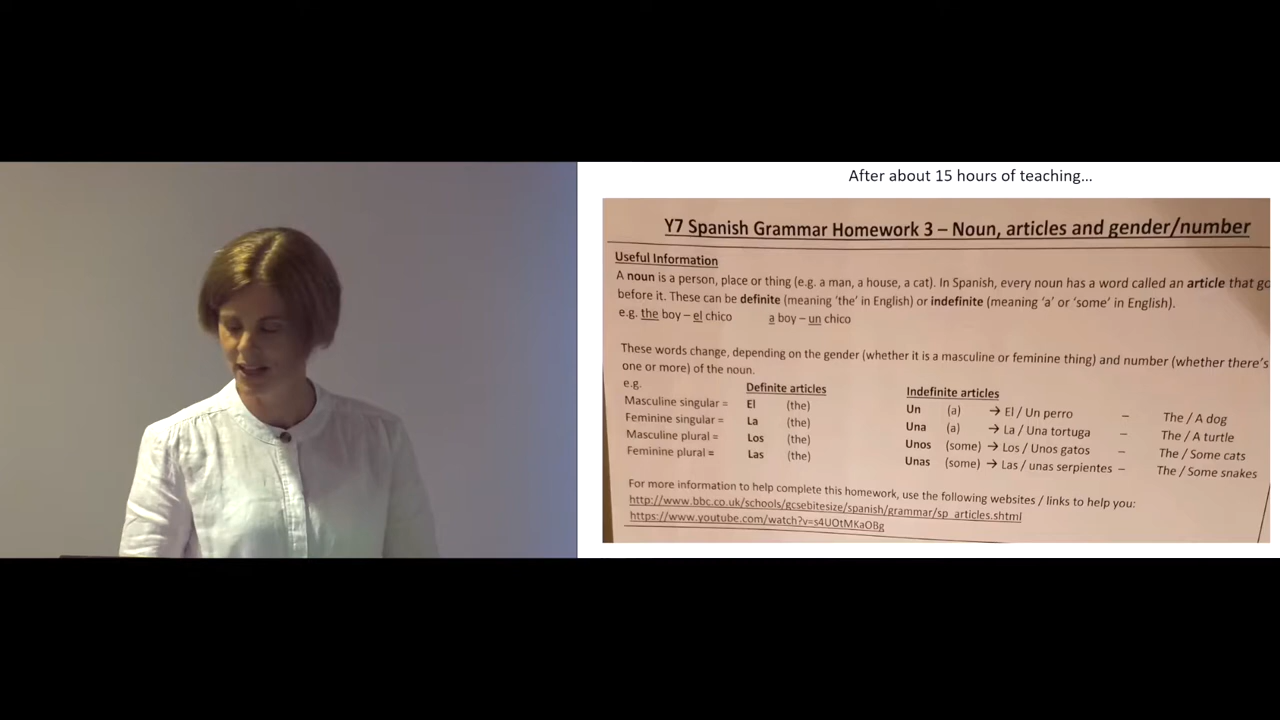 After about 15 hours of teaching...
Y7 Spanish Grammar Homework 3 – Noun, articles and gender/number
Useful Information
A noun is a person, place or thing (e.g. a man, a house, a cat). In Spanish, every noun has a word called an article that go
before it. These can be definite (meaning 'the' in English) or indefinite (meaning 'a' or 'some' in English).
e.g. the boy – el chico a boy – un chico
These words change, depending on the gender (whether it is a masculine or feminine thing) and number (whether there's
one or more) of the noun.
e.g. Definite articles Indefinite articles
Masculine singular = El (the) Un (a) → El / Un perro – The / A dog
Feminine singular = La (the) Una (a) → La / Una tortuga – The / A turtle
Masculine plural = Los (the) Unos (some) → Los / Unos gatos – The / Some cats
Feminine plural = Las (the) Unas (some) → Las / unas serpientes – The / Some snakes
For more information to help complete this homework, use the following websites / links to help you:
http://www.bbc.co.uk/schools/gcsebitesize/spanish/grammar/sp_articles.shtml
https://www.youtube.com/watch?v=s4UOtMKaOBg